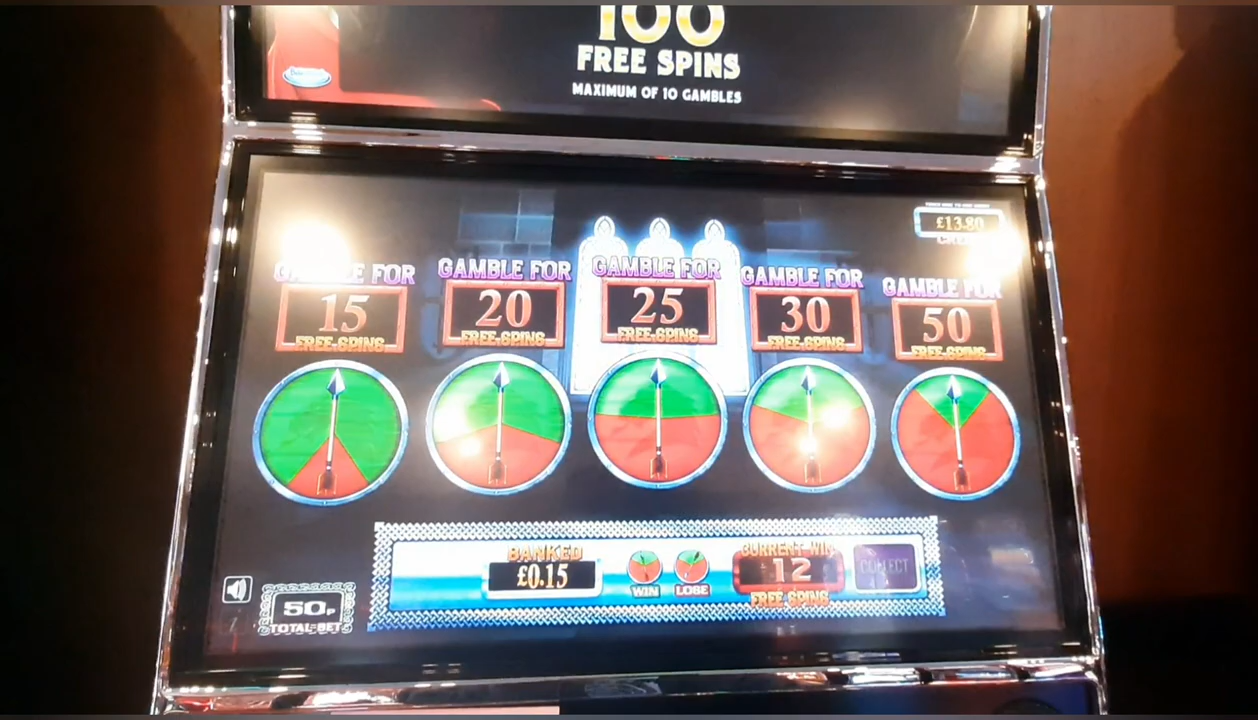 100
FREE SPINS
MAXIMUM OF 10 GAMBLES
£13.80
GAMBLE FOR
15
FREE SPINS
GAMBLE FOR
20
FREE SPINS
GAMBLE FOR
25
FREE SPINS
GAMBLE FOR
30
FREE SPINS
GAMBLE FOR
50
FREE SPINS
BANKED
£0.15
WIN
LOSE
CURRENT WIN
12
FREE SPINS
COLLECT
50p
TOTAL BET